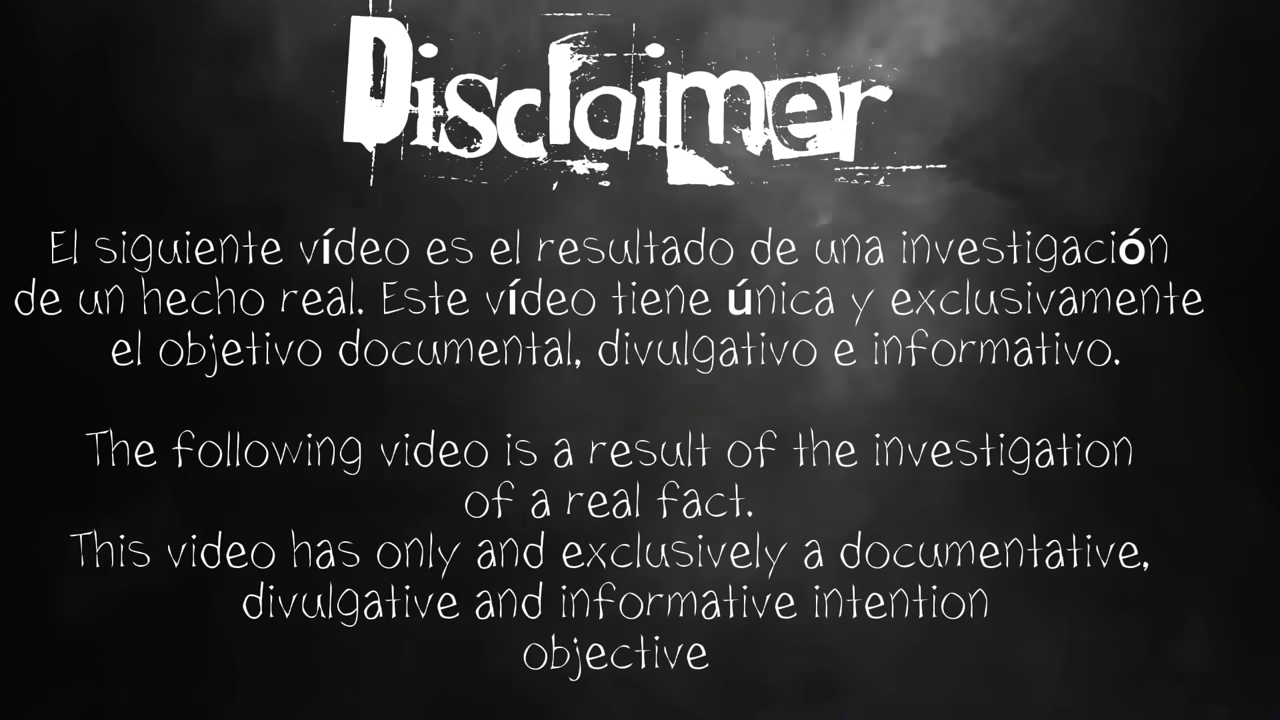 Disclaimer
El siguiente vídeo es el resultado de una investigación
de un hecho real. Este vídeo tiene única y exclusivamente
el objetivo documental, divulgativo e informativo.
The following video is a result of the investigation
of a real fact.
This video has only and exclusively a documentative,
divulgative and informative intention
objective